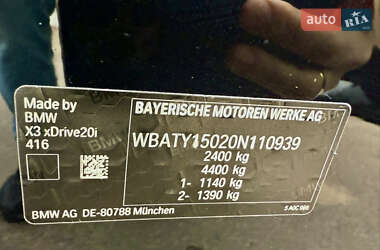 auto RIA
Made by
BMW
X3 xDrive20i
416
BAYERISCHE MOTOREN WERKE AG
WBATY15020N110939
2400 kg
4400 kg
1- 1140 kg
2- 1390 kg
BMW AG DE-80788 München